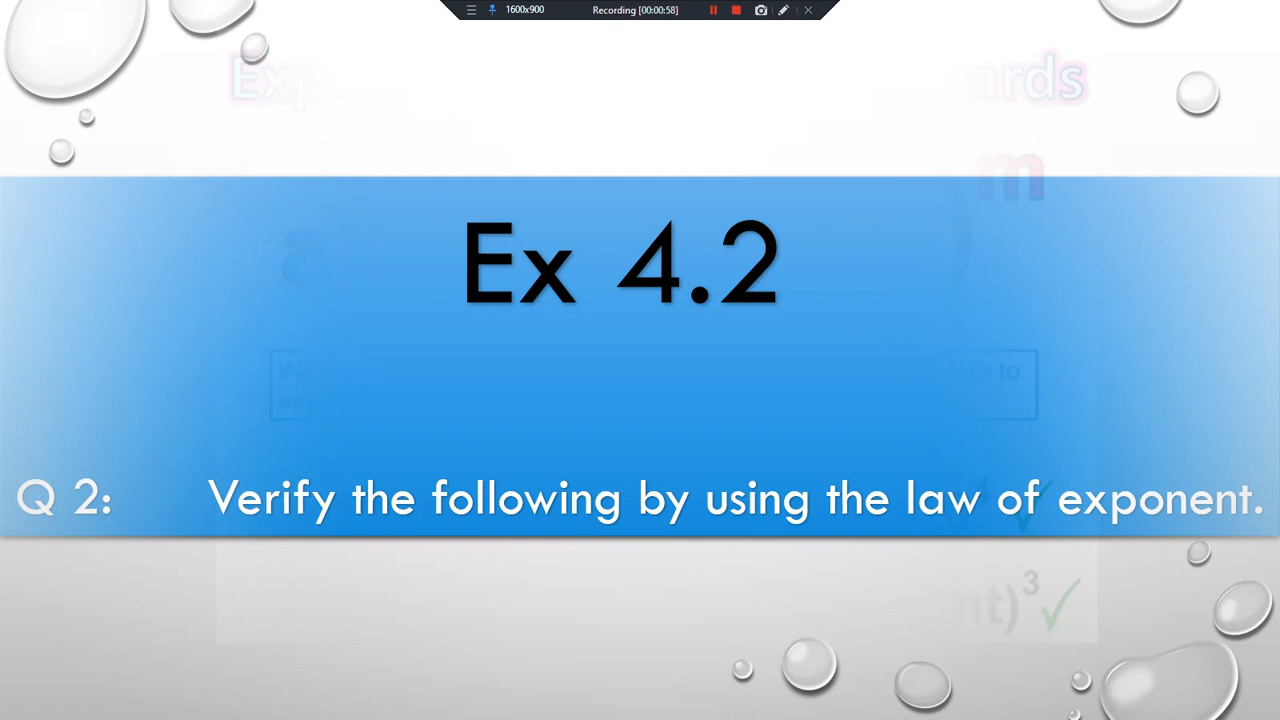 1600x900 Recording [00:00:58]
Ex 4.2
Q 2: Verify the following by using the law of exponent.